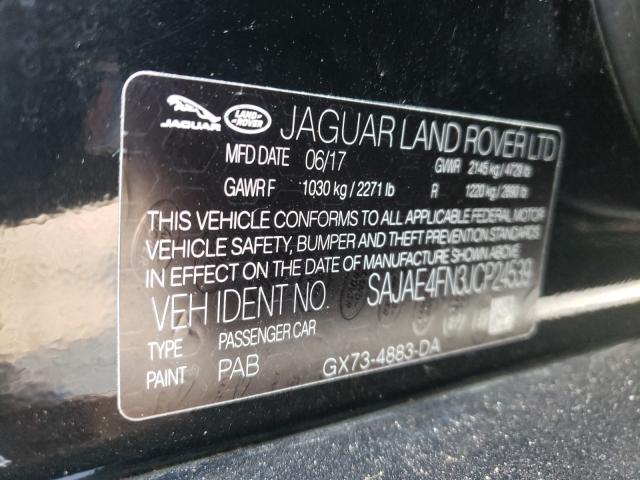 JAGUAR LAND-ROVER JAGUAR LAND ROVER LTD
MFD DATE 06/17 GVWR 2145 kg / 4729 lb
GAWR F 1030 kg / 2271 lb R 1220 kg / 2690 lb
THIS VEHICLE CONFORMS TO ALL APPLICABLE FEDERAL MOTOR
VEHICLE SAFETY, BUMPER AND THEFT PREVENTION STANDARDS
IN EFFECT ON THE DATE OF MANUFACTURE SHOWN ABOVE.
VEH IDENT NO. SAJAE4FN3JCP24539
TYPE PASSENGER CAR
PAINT PAB GX73-4883-DA